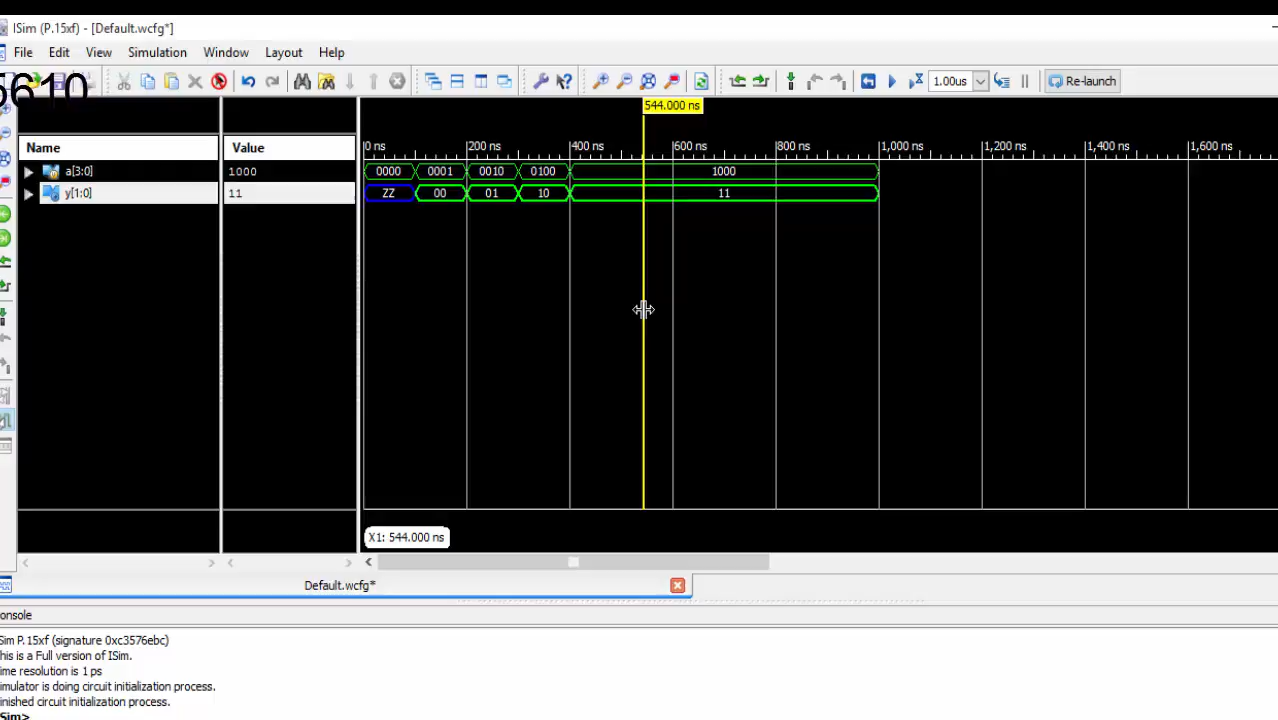 ISim (P.15xf) - [Default.wcfg*]
File Edit View Simulation Window Layout Help
5610
1.00us Re-launch
544.000 ns
Name Value
0 ns 200 ns 400 ns 600 ns 800 ns 1,000 ns 1,200 ns 1,400 ns 1,600 ns
a[3:0] 1000 0000 0001 0010 0100 1000
y[1:0] 11 ZZ 00 01 10 11
X1: 544.000 ns
Default.wcfg*
onsole
Sim P.15xf (signature 0xc3576ebc)
his is a Full version of ISim.
ime resolution is 1 ps
imulator is doing circuit initialization process.
inished circuit initialization process.
Sim>